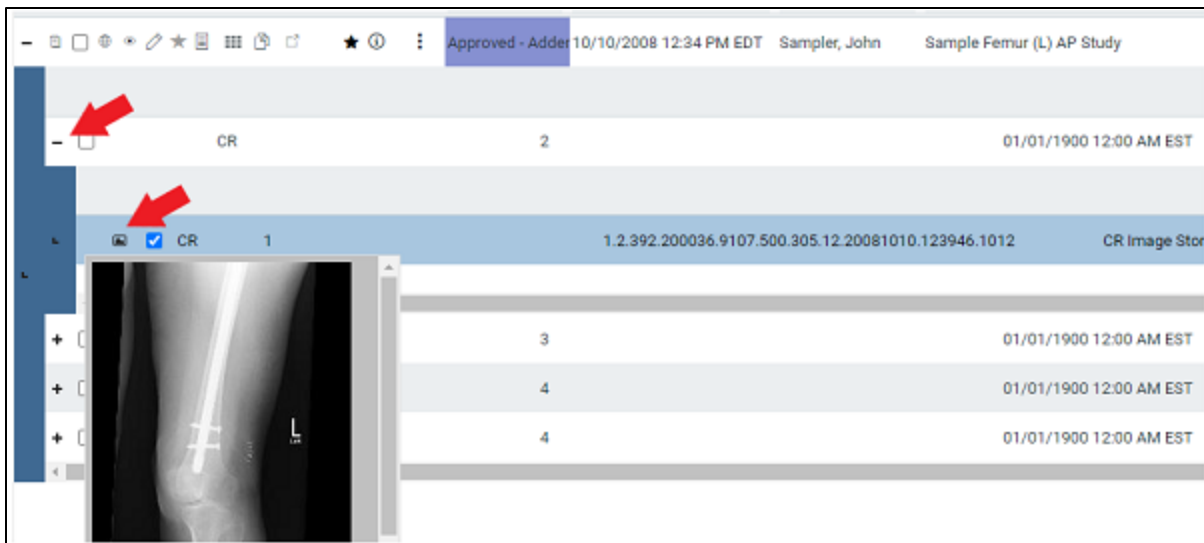 Approved - Adder 10/10/2008 12:34 PM EDT Sampler, John Sample Femur (L) AP Study
CR 2 01/01/1900 12:00 AM EST
CR 1 1.2.392.200036.9107.500.305.12.20081010.123946.1012 CR Image Stor
L
3 01/01/1900 12:00 AM EST
4 01/01/1900 12:00 AM EST
4 01/01/1900 12:00 AM EST